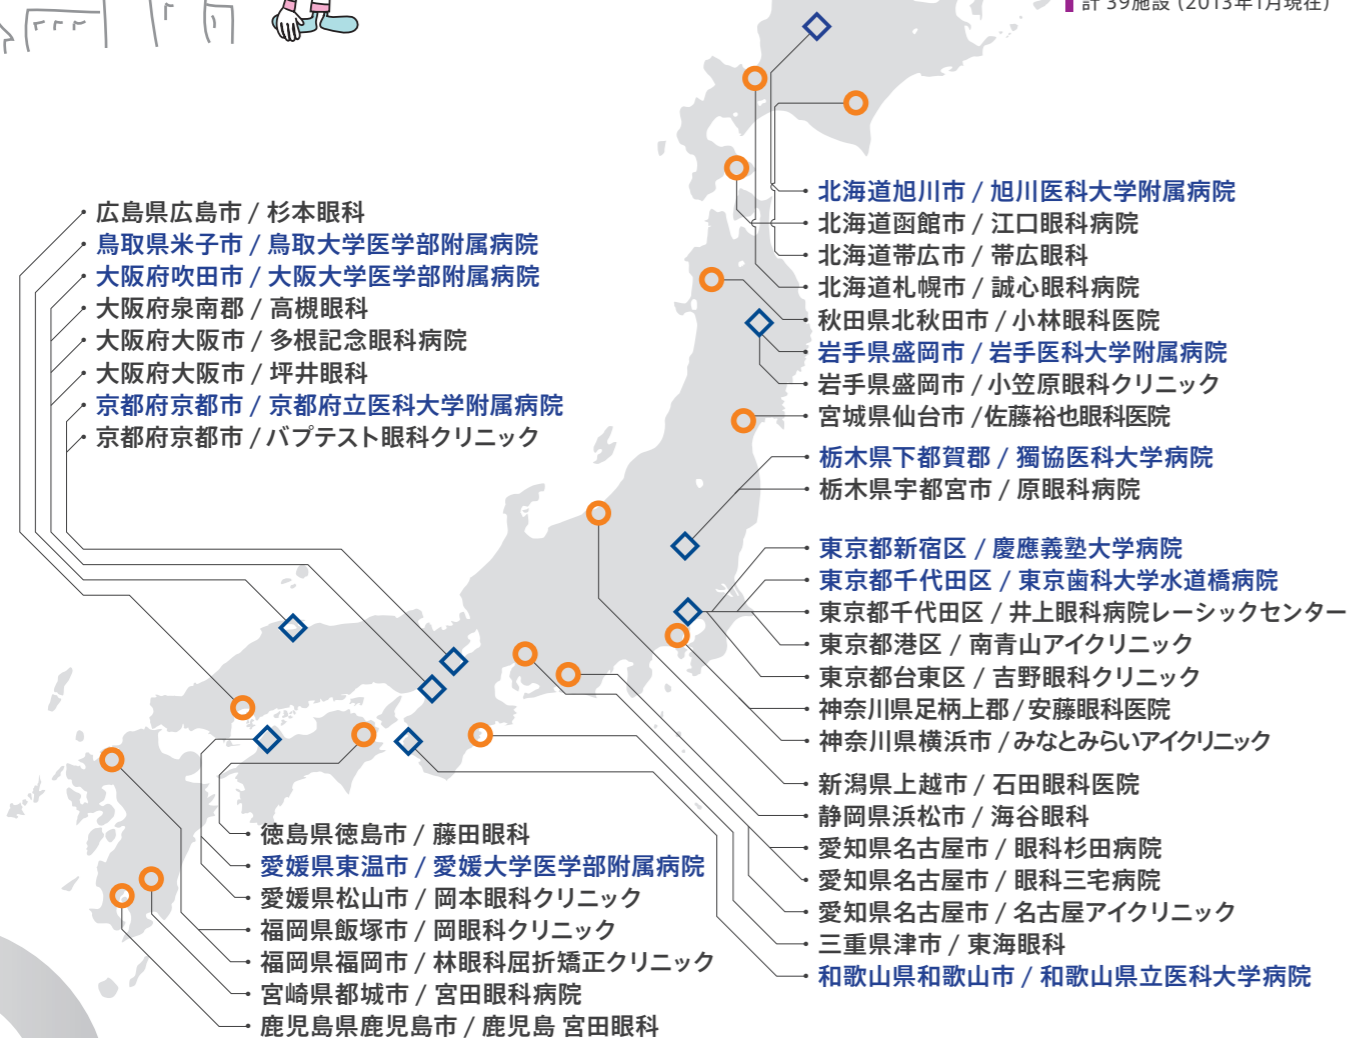 計39施設 (2013年1月現在)
広島県広島市 / 杉本眼科
鳥取県米子市 / 鳥取大学医学部附属病院
大阪府吹田市 / 大阪大学医学部附属病院
大阪府泉南郡 / 高槻眼科
大阪府大阪市 / 多根記念眼科病院
大阪府大阪市 / 坪井眼科
京都府京都市 / 京都府立医科大学附属病院
京都府京都市 / バプテスト眼科クリニック
北海道旭川市 / 旭川医科大学附属病院
北海道函館市 / 江口眼科病院
北海道帯広市 / 帯広眼科
北海道札幌市 / 誠心眼科病院
秋田県北秋田市 / 小林眼科医院
岩手県盛岡市 / 岩手医科大学附属病院
岩手県盛岡市 / 小笠原眼科クリニック
宮城県仙台市 /佐藤裕也眼科医院
栃木県下都賀郡 / 獨協医科大学病院
栃木県宇都宮市 / 原眼科病院
東京都新宿区 / 慶應義塾大学病院
東京都千代田区 / 東京歯科大学水道橋病院
東京都千代田区 / 井上眼科病院レーシックセンター
東京都港区 / 南青山アイクリニック
東京都台東区 / 吉野眼科クリニック
神奈川県足柄上郡 / 安藤眼科医院
神奈川県横浜市 / みなとみらいアイクリニック
新潟県上越市 / 石田眼科医院
静岡県浜松市 / 海谷眼科
愛知県名古屋市 / 眼科杉田病院
愛知県名古屋市 / 眼科三宅病院
愛知県名古屋市 / 名古屋アイクリニック
三重県津市 / 東海眼科
和歌山県和歌山市 / 和歌山県立医科大学病院
徳島県徳島市 / 藤田眼科
愛媛県東温市 / 愛媛大学医学部附属病院
愛媛県松山市 / 岡本眼科クリニック
福岡県飯塚市 / 岡眼科クリニック
福岡県福岡市 / 林眼科屈折矯正クリニック
宮崎県都城市 / 宮田眼科病院
鹿児島県鹿児島市 / 鹿児島 宮田眼科